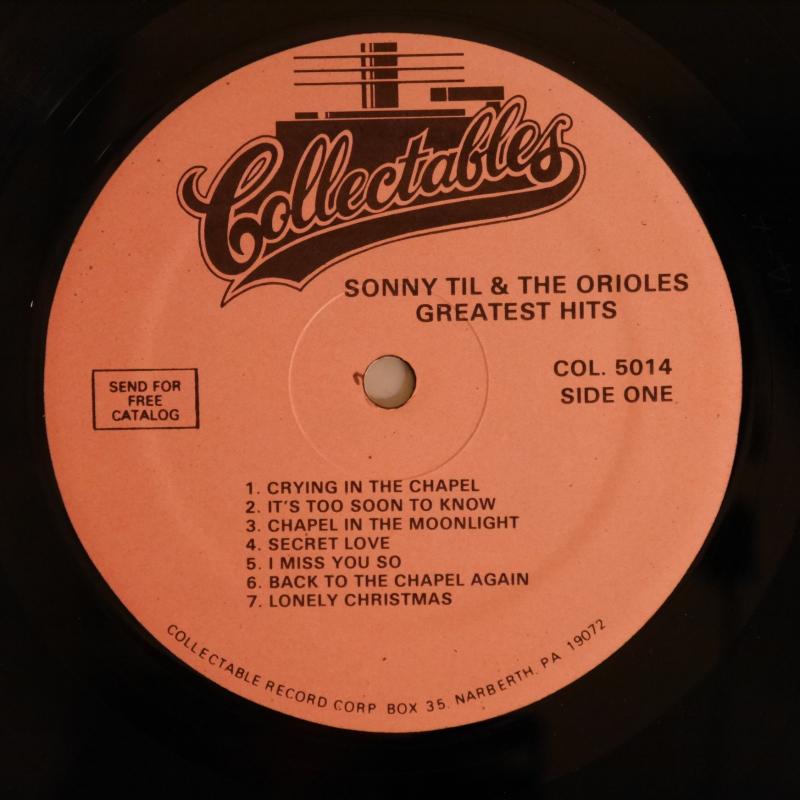 Collectables
SONNY TIL & THE ORIOLES
GREATEST HITS
SEND FOR
FREE
CATALOG
COL. 5014
SIDE ONE
1. CRYING IN THE CHAPEL
2. IT'S TOO SOON TO KNOW
3. CHAPEL IN THE MOONLIGHT
4. SECRET LOVE
5. I MISS YOU SO
6. BACK TO THE CHAPEL AGAIN
7. LONELY CHRISTMAS
COLLECTABLE RECORD CORP BOX 35. NARBERTH. PA 19072